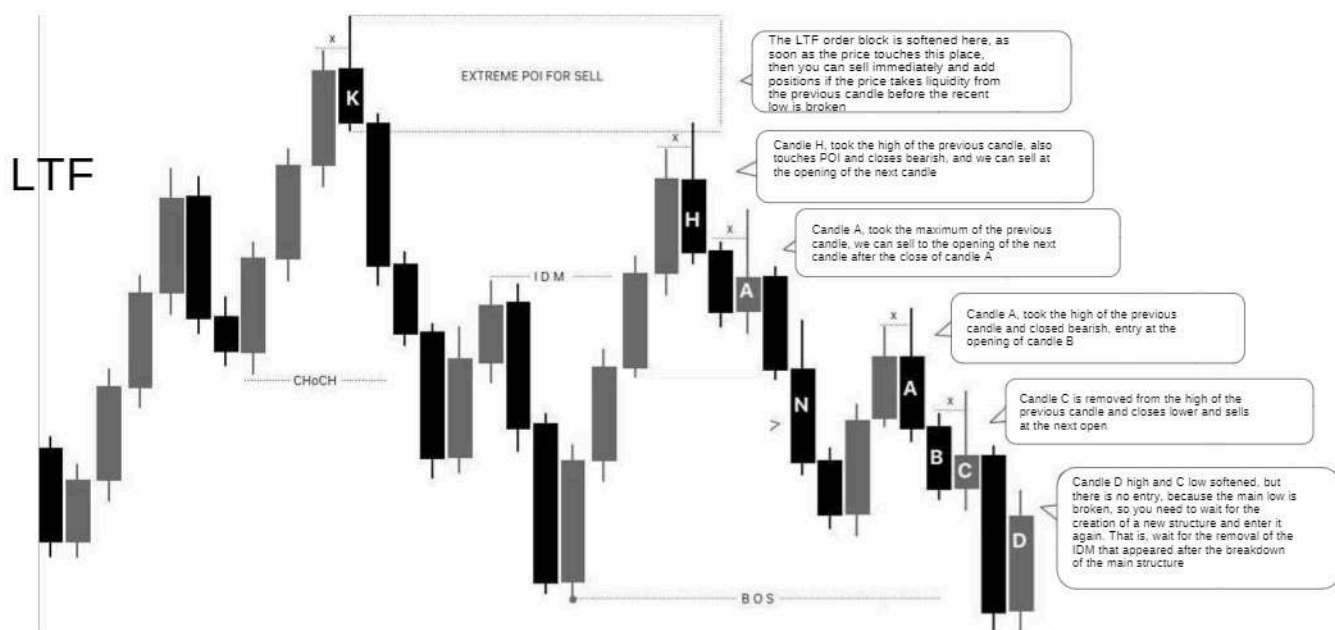 x
K
EXTREME POI FOR SELL
The LTF order block is softened here, as
soon as the price touches this place,
then you can sell immediately and add
positions if the price takes liquidity from
the previous candle before the recent
low is broken
LTF
x
H
Candle H, took the high of the previous candle, also
touches POI and closes bearish, and we can sell at
the opening of the next candle
x
A
Candle A, took the maximum of the previous
candle, we can sell to the opening of the next
candle after the close of candle A
IDM
CHoCH
N
>
x
A
Candle A, took the high of the previous
candle and closed bearish, entry at the
opening of candle B
x
B
C
Candle C is removed from the high of the
previous candle and closes lower and sells
at the next open
D
Candle D high and C low softened, but
there is no entry, because the main low is
broken, so you need to wait for the
creation of a new structure and enter it
again. That is, wait for the removal of the
IDM that appeared after the breakdown
of the main structure
BOS